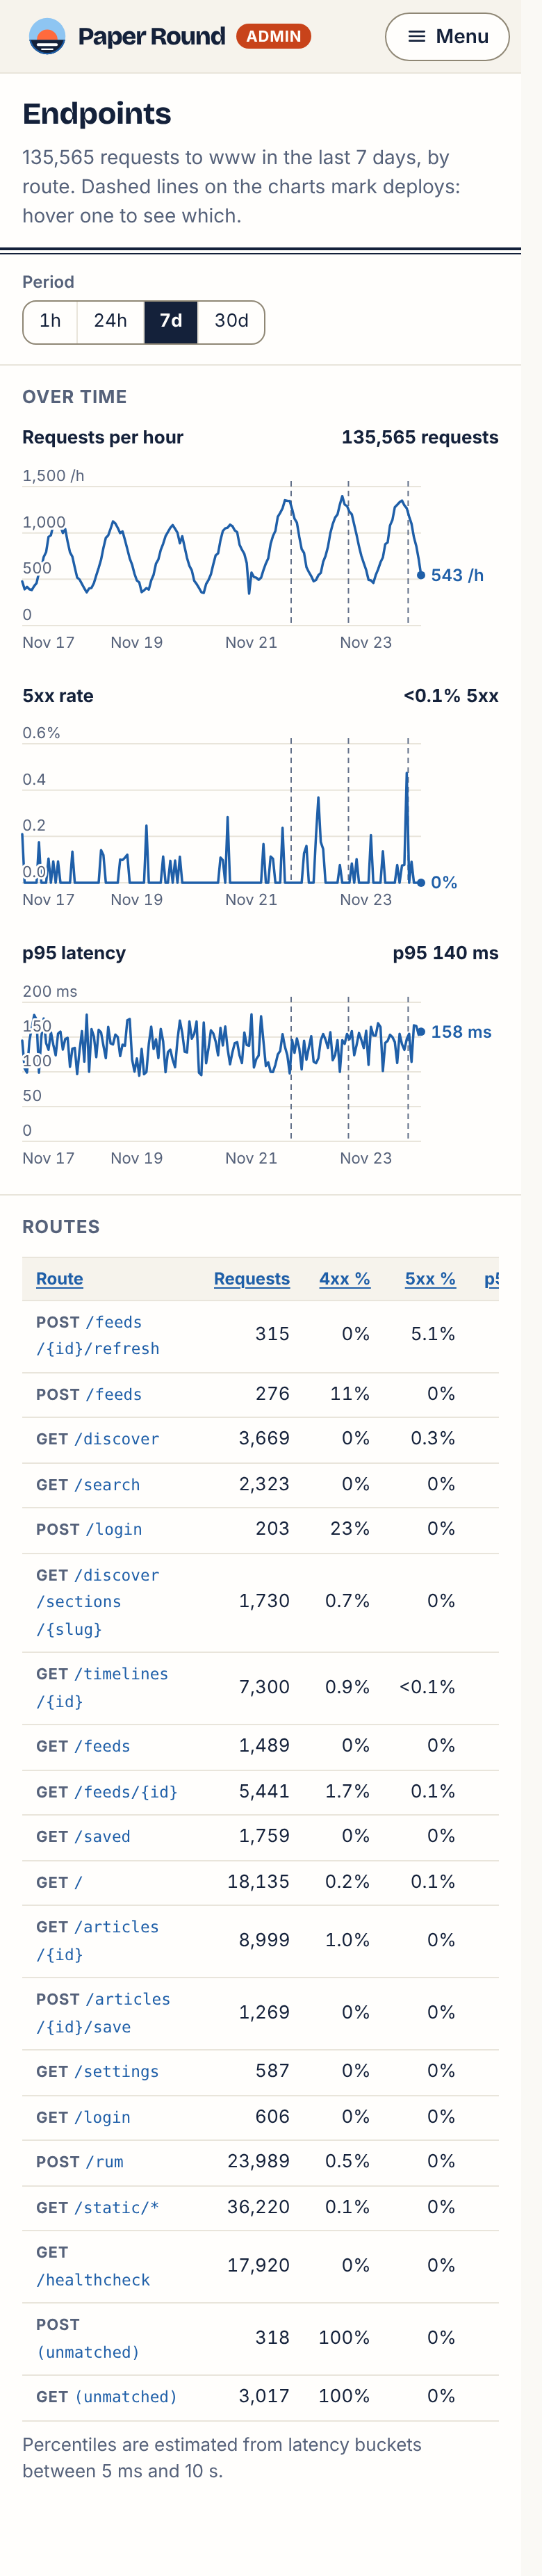 Paper Round ADMIN Menu
Endpoints
135,565 requests to www in the last 7 days, by
route. Dashed lines on the charts mark deploys:
hover one to see which.
Period
1h 24h 7d 30d
OVER TIME
Requests per hour 135,565 requests
1,500 /h
1,000
500
543 /h
0
Nov 17 Nov 19 Nov 21 Nov 23
5xx rate <0.1% 5xx
0.6%
0.4
0.2
0.0
0%
Nov 17 Nov 19 Nov 21 Nov 23
p95 latency p95 140 ms
200 ms
150
158 ms
100
50
0
Nov 17 Nov 19 Nov 21 Nov 23
ROUTES
Route Requests 4xx % 5xx %
POST /feeds
/{id}/refresh 315 0% 5.1%
POST /feeds 276 11% 0%
GET /discover 3,669 0% 0.3%
GET /search 2,323 0% 0%
POST /login 203 23% 0%
GET /discover
/sections 1,730 0.7% 0%
/{slug}
GET /timelines
/{id} 7,300 0.9% <0.1%
GET /feeds 1,489 0% 0%
GET /feeds/{id} 5,441 1.7% 0.1%
GET /saved 1,759 0% 0%
GET / 18,135 0.2% 0.1%
GET /articles
/{id} 8,999 1.0% 0%
POST /articles
/{id}/save 1,269 0% 0%
GET /settings 587 0% 0%
GET /login 606 0% 0%
POST /rum 23,989 0.5% 0%
GET /static/* 36,220 0.1% 0%
GET
/healthcheck 17,920 0% 0%
POST
(unmatched) 318 100% 0%
GET (unmatched) 3,017 100% 0%
Percentiles are estimated from latency buckets
between 5 ms and 10 s.